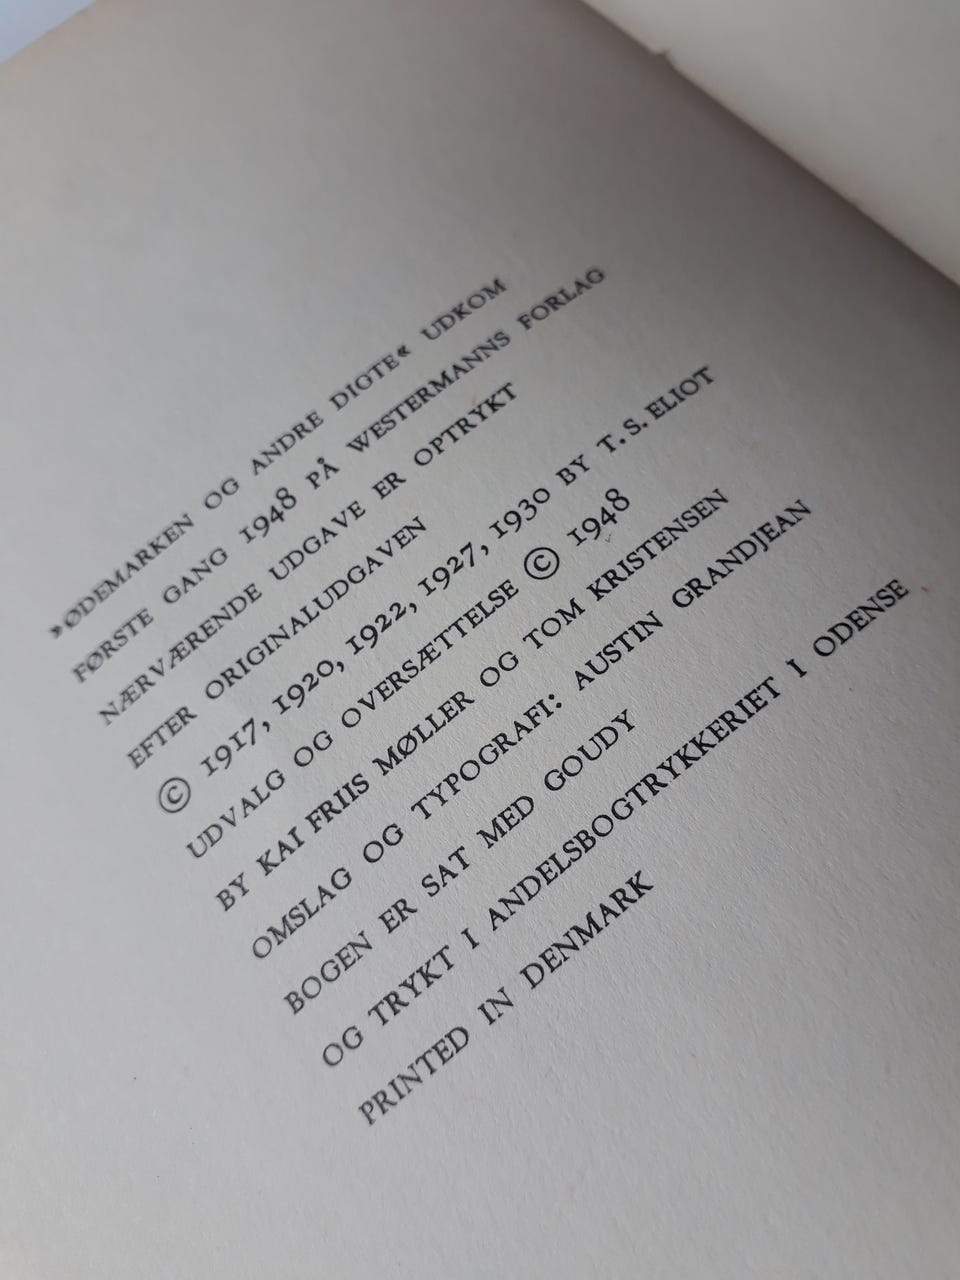 »ØDEMARKEN OG ANDRE DIGTE« UDKOM
FØRSTE GANG 1948 PÅ WESTERMANNS FORLAG
NÆRVÆRENDE UDGAVE ER OPTRYKT
EFTER ORIGINALUDGAVEN
© 1917, 1920, 1922, 1927, 1930 BY T. S. ELIOT
UDVALG OG OVERSÆTTELSE © 1948
BY KAI FRIIS MØLLER OG TOM KRISTENSEN
OMSLAG OG TYPOGRAFI: AUSTIN GRANDJEAN
BOGEN ER SAT MED GOUDY
OG TRYKT I ANDELSBOGTRYKKERIET I ODENSE
PRINTED IN DENMARK